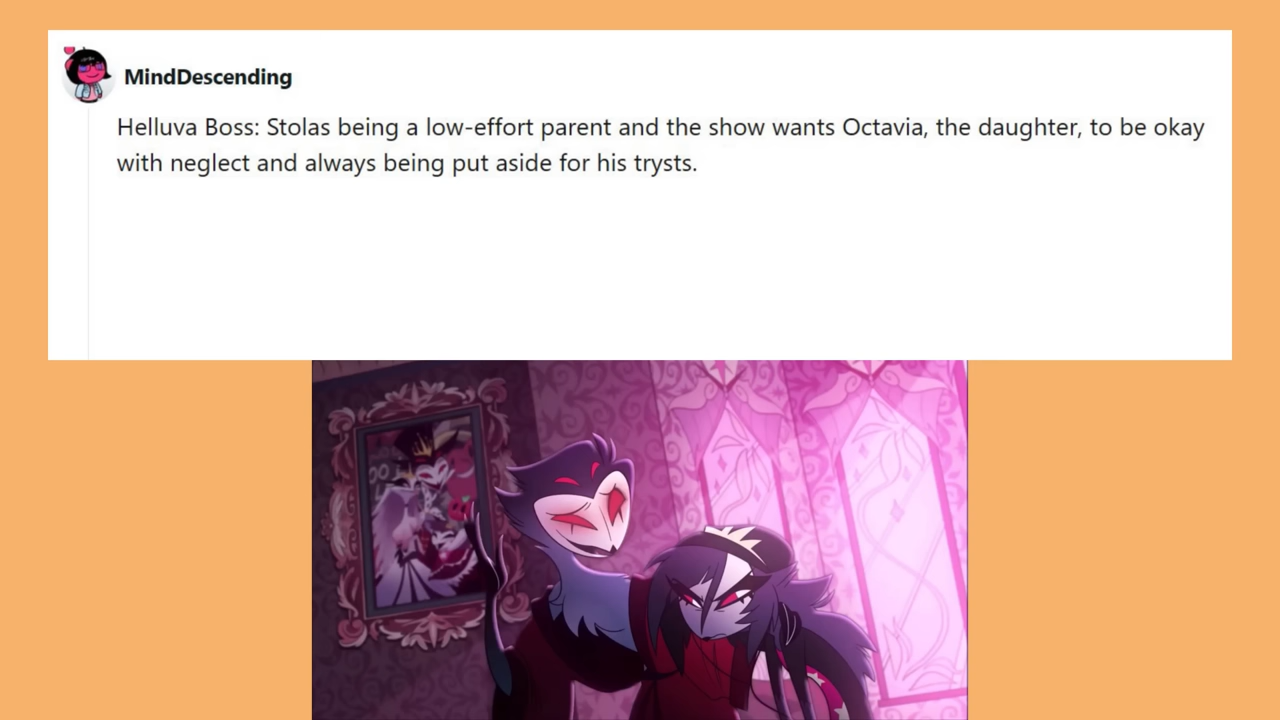 MindDescending
Helluva Boss: Stolas being a low-effort parent and the show wants Octavia, the daughter, to be okay
with neglect and always being put aside for his trysts.